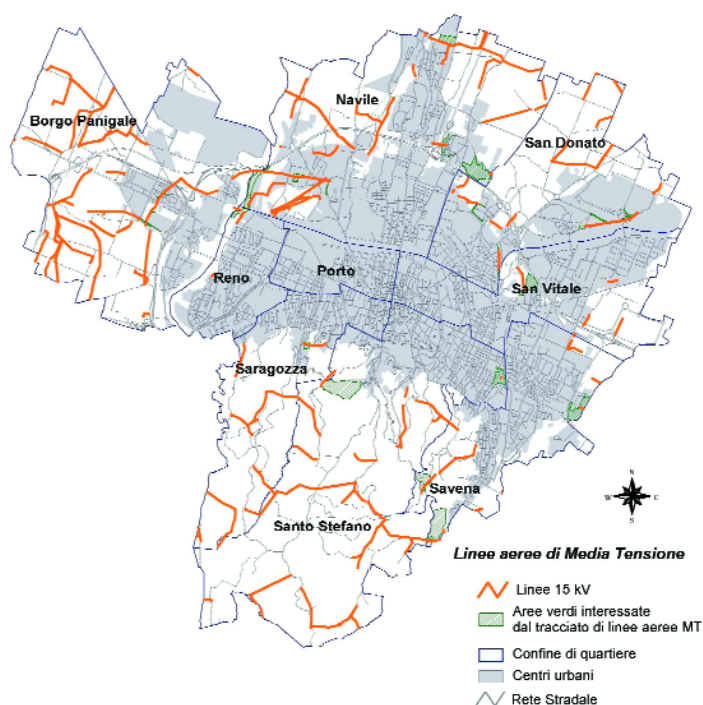 Navile
Borgo Panigale
San Donato
Reno
Porto
San Vitale
Saragozza
Savena
Santo Stefano
N
W
E
S
Linee aeree di Media Tensione
Linee 15 kV
Aree verdi interessate
dal tracciato di linee aeree MT
Confine di quartiere
Centri urbani
Rete Stradale